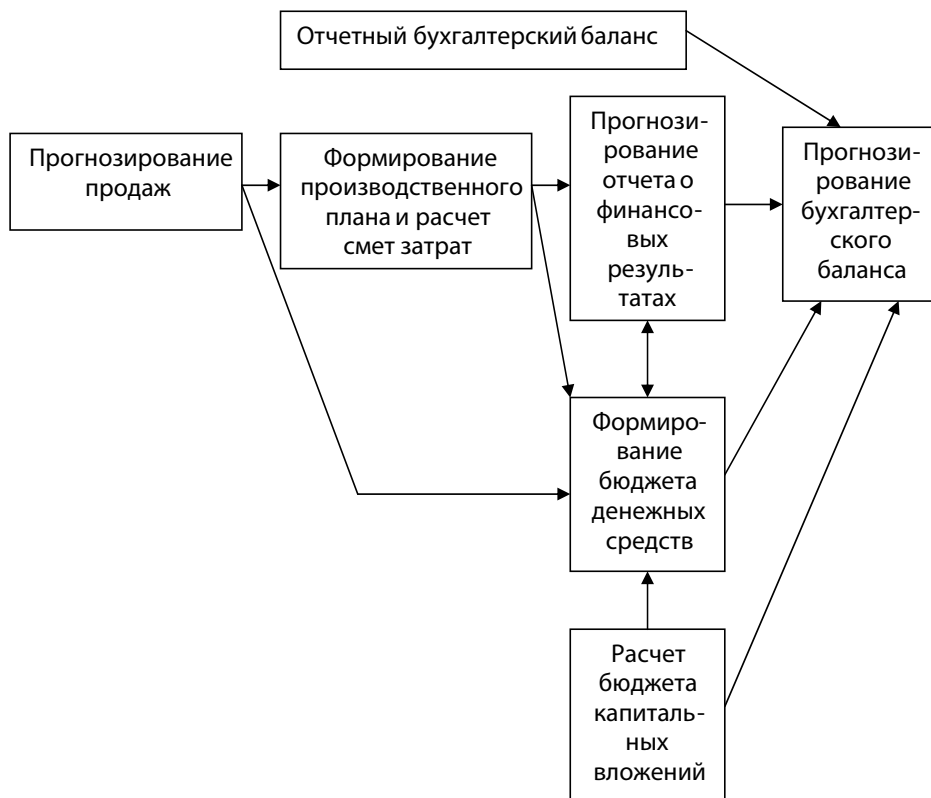 Отчетный бухгалтерский баланс
Прогнозирование
продаж
Формирование
производственного
плана и расчет
смет затрат
Прогнози-
рование
отчета о
финансо-
вых
резуль-
татах
Прогнози-
рование
бухгалтер-
ского
баланса
Формиро-
вание
бюджета
денежных
средств
Расчет
бюджета
капиталь-
ных
вложений